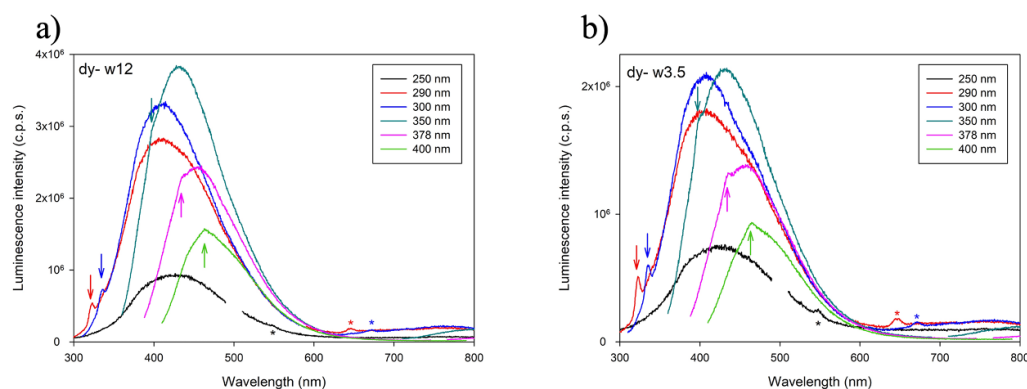 a)
dy- w12
4x10⁶
3x10⁶
2x10⁶
1x10⁶
0
300
400
500
600
700
800
Luminescence intensity (c.p.s.)
Wavelength (nm)
250 nm
290 nm
300 nm
350 nm
378 nm
400 nm
*
*
*
b)
dy- w3.5
2x10⁶
1x10⁶
0
300
400
500
600
700
800
Luminescence intensity (c.p.s.)
Wavelength (nm)
250 nm
290 nm
300 nm
350 nm
378 nm
400 nm
*
*
*